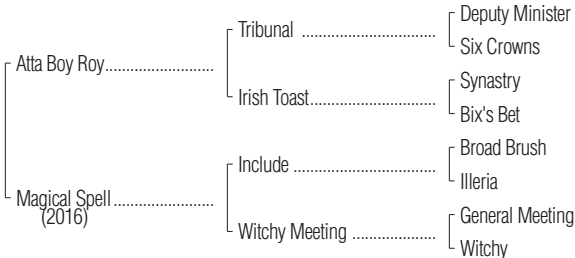 Deputy Minister
Tribunal ..................................
Six Crowns
Atta Boy Roy...........................
Synastry
Irish Toast................................
Bix's Bet
Broad Brush
Include ....................................
Illeria
Magical Spell .........................
(2016)
General Meeting
Witchy Meeting .....................
Witchy